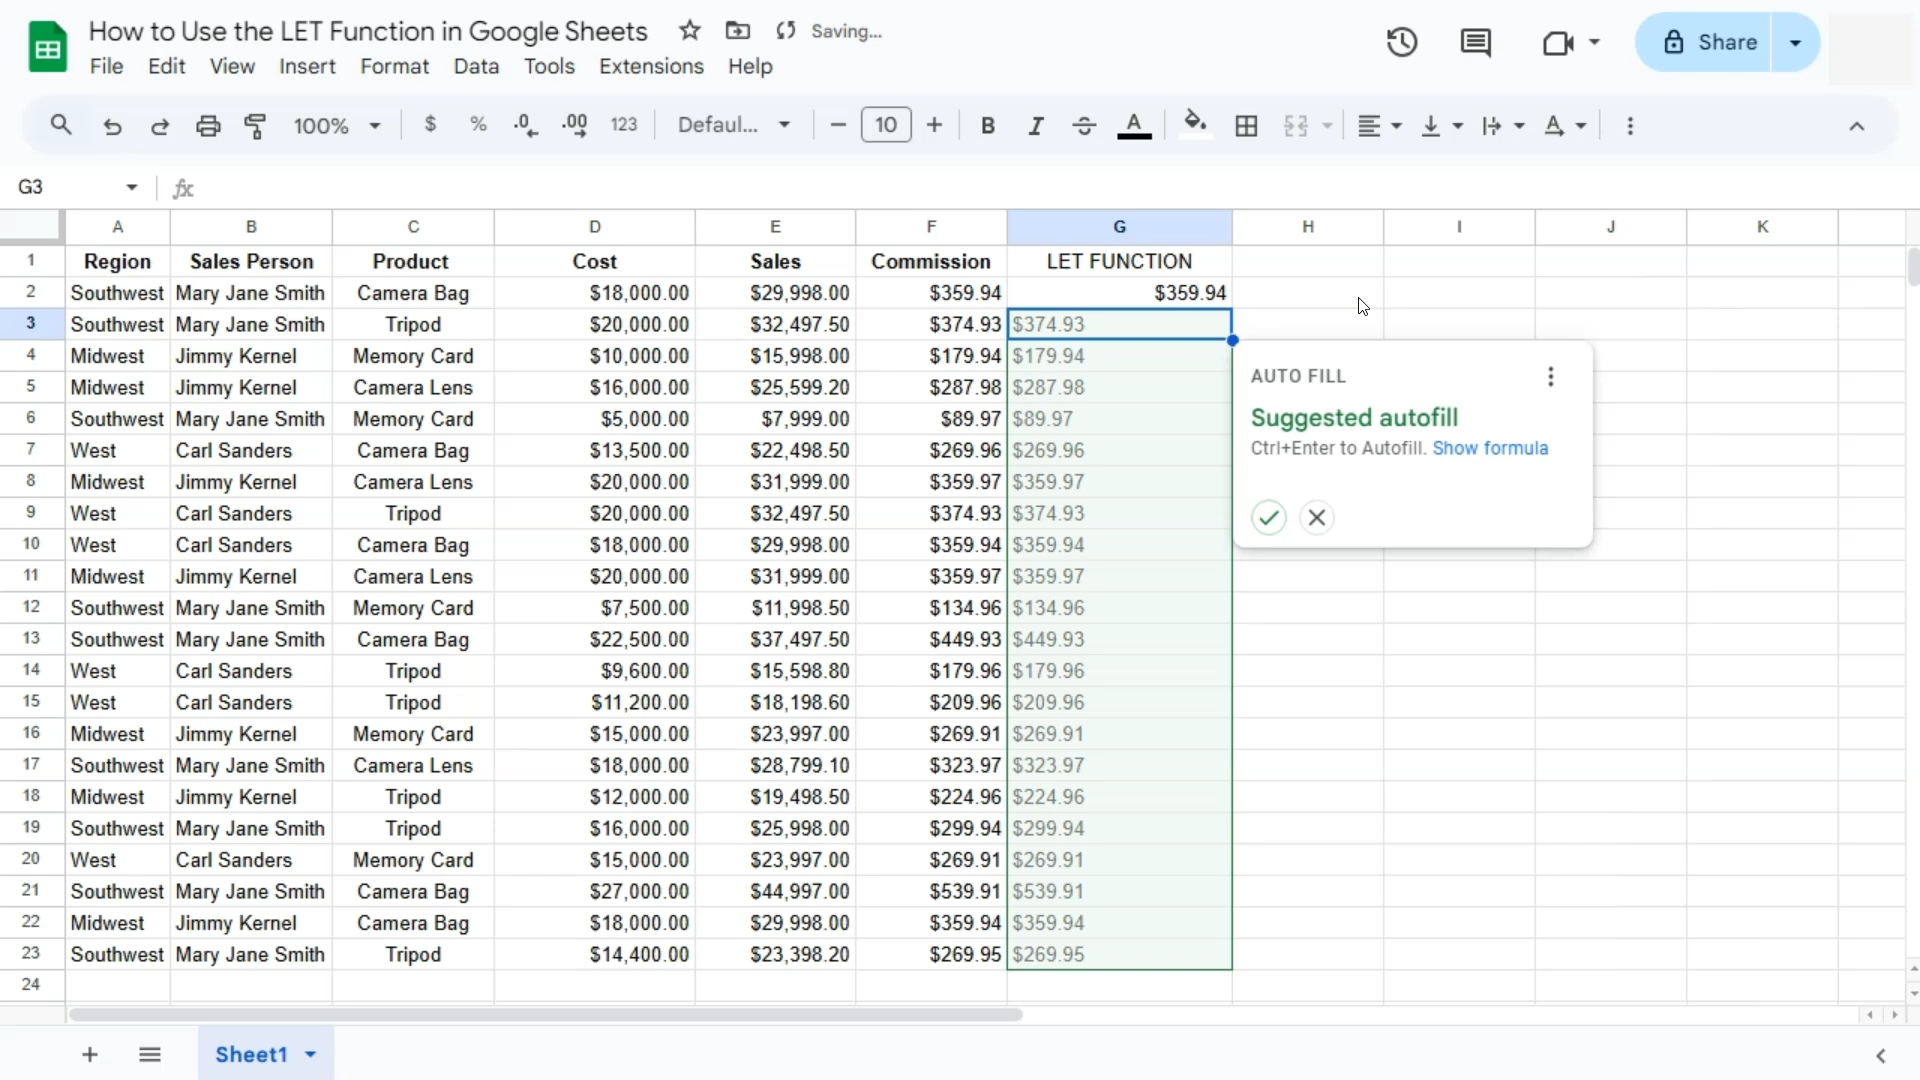 How to Use the LET Function in Google Sheets Saving...
File Edit View Insert Format Data Tools Extensions Help
Share
100% $ % .0 .00 123 Defaul... 10 B I A A
G3 fx
A B C D E F G H I J K
1 Region Sales Person Product Cost Sales Commission LET FUNCTION
2 Southwest Mary Jane Smith Camera Bag $18,000.00 $29,998.00 $359.94 $359.94
3 Southwest Mary Jane Smith Tripod $20,000.00 $32,497.50 $374.93 $374.93
4 Midwest Jimmy Kernel Memory Card $10,000.00 $15,998.00 $179.94 $179.94
5 Midwest Jimmy Kernel Camera Lens $16,000.00 $25,599.20 $287.98 $287.98
6 Southwest Mary Jane Smith Memory Card $5,000.00 $7,999.00 $89.97 $89.97
7 West Carl Sanders Camera Bag $13,500.00 $22,498.50 $269.96 $269.96
8 Midwest Jimmy Kernel Camera Lens $20,000.00 $31,999.00 $359.97 $359.97
9 West Carl Sanders Tripod $20,000.00 $32,497.50 $374.93 $374.93
10 West Carl Sanders Camera Bag $18,000.00 $29,998.00 $359.94 $359.94
11 Midwest Jimmy Kernel Camera Lens $20,000.00 $31,999.00 $359.97 $359.97
12 Southwest Mary Jane Smith Memory Card $7,500.00 $11,998.50 $134.96 $134.96
13 Southwest Mary Jane Smith Camera Bag $22,500.00 $37,497.50 $449.93 $449.93
14 West Carl Sanders Tripod $9,600.00 $15,598.80 $179.96 $179.96
15 West Carl Sanders Tripod $11,200.00 $18,198.60 $209.96 $209.96
16 Midwest Jimmy Kernel Memory Card $15,000.00 $23,997.00 $269.91 $269.91
17 Southwest Mary Jane Smith Camera Lens $18,000.00 $28,799.10 $323.97 $323.97
18 Midwest Jimmy Kernel Tripod $12,000.00 $19,498.50 $224.96 $224.96
19 Southwest Mary Jane Smith Tripod $16,000.00 $25,998.00 $299.94 $299.94
20 West Carl Sanders Memory Card $15,000.00 $23,997.00 $269.91 $269.91
21 Southwest Mary Jane Smith Camera Bag $27,000.00 $44,997.00 $539.91 $539.91
22 Midwest Jimmy Kernel Camera Bag $18,000.00 $29,998.00 $359.94 $359.94
23 Southwest Mary Jane Smith Tripod $14,400.00 $23,398.20 $269.95 $269.95
24
AUTO FILL
Suggested autofill
Ctrl+Enter to Autofill. Show formula
Sheet1